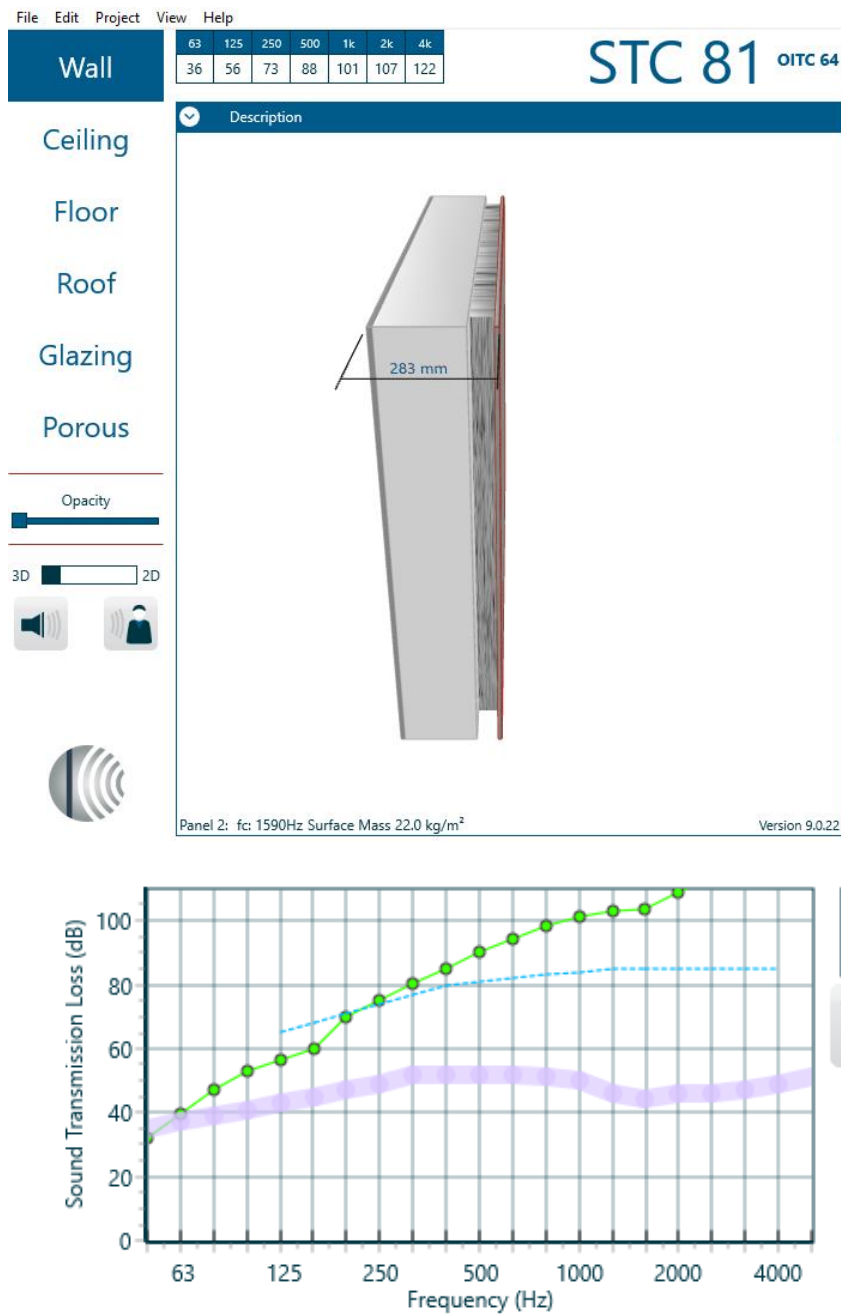 File Edit Project View Help
Wall
63 125 250 500 1k 2k 4k
36 56 73 88 101 107 122
STC 81 OITC 64
Description
Ceiling
Floor
Roof
Glazing
Porous
Opacity
3D 2D
283 mm
Panel 2: fc: 1590Hz Surface Mass 22.0 kg/m²
Version 9.0.22
Sound Transmission Loss (dB)
100
80
60
40
20
0
63 125 250 500 1000 2000 4000
Frequency (Hz)